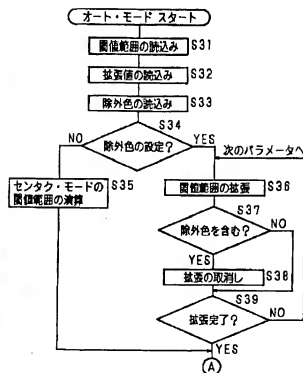 オート・モード スタート
閾値範囲の読込み S31
拡張値の読込み S32
除外色の読込み S33
S34
NO 除外色の設定? YES
次のパラメータへ
センタク・モードの
閾値範囲の演算
S35
閾値範囲の拡張 S36
S37
除外色を含む?
YES NO
拡張の取消し S38
S39
拡張完了? NO
YES
A